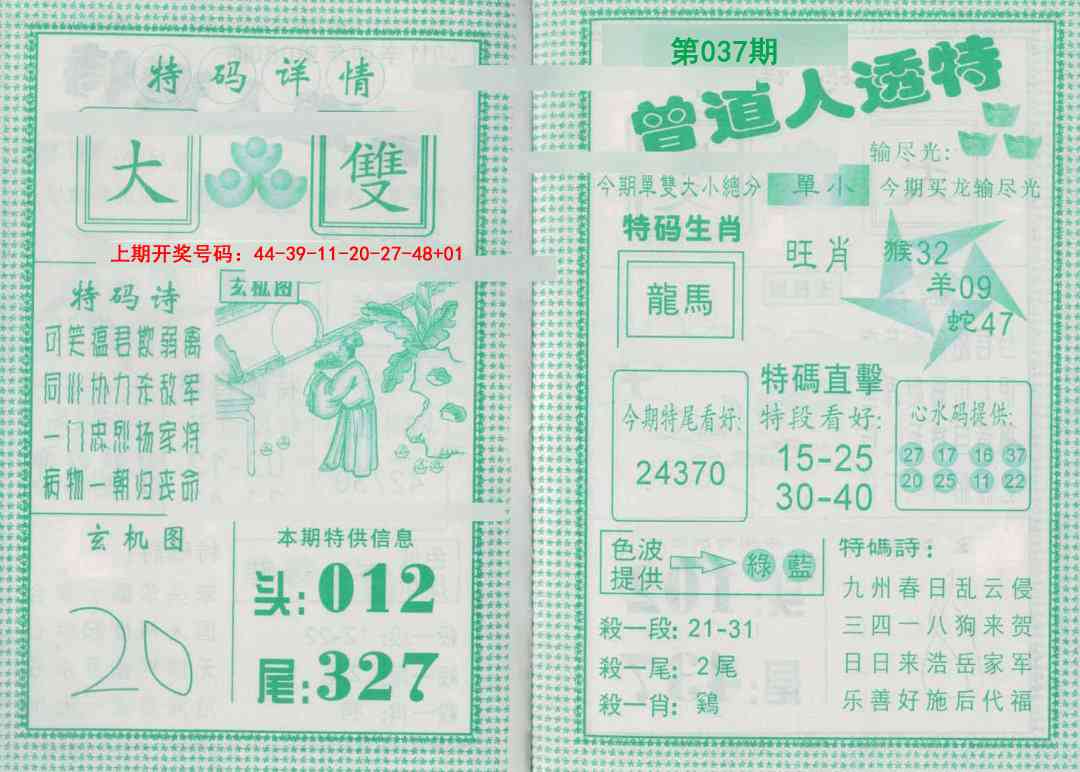 特码详情
大 雙
上期开奖号码：44-39-11-20-27-48+01
特码诗
可笑瘟君欺弱禽
同心协力杀敌军
一门忠烈扬家将
病物一朝归丧命
玄机图
玄机图
20
本期特供信息
头:012
尾:327
第037期
曾道人透特
输尽光:
今期單雙大小總分 單小 今期买龙输尽光
特码生肖
龍馬
旺肖
猴32
羊09
蛇47
特碼直擊
今期特尾看好:
24370
特段看好:
15-25
30-40
心水码提供:
27 17 16 37
20 25 11 22
色波
提供
綠 藍
殺一段: 21-31
殺一尾: 2尾
殺一肖: 鷄
特碼詩：
九州春日乱云侵
三四一八狗来贺
日日来浩岳家军
乐善好施后代福